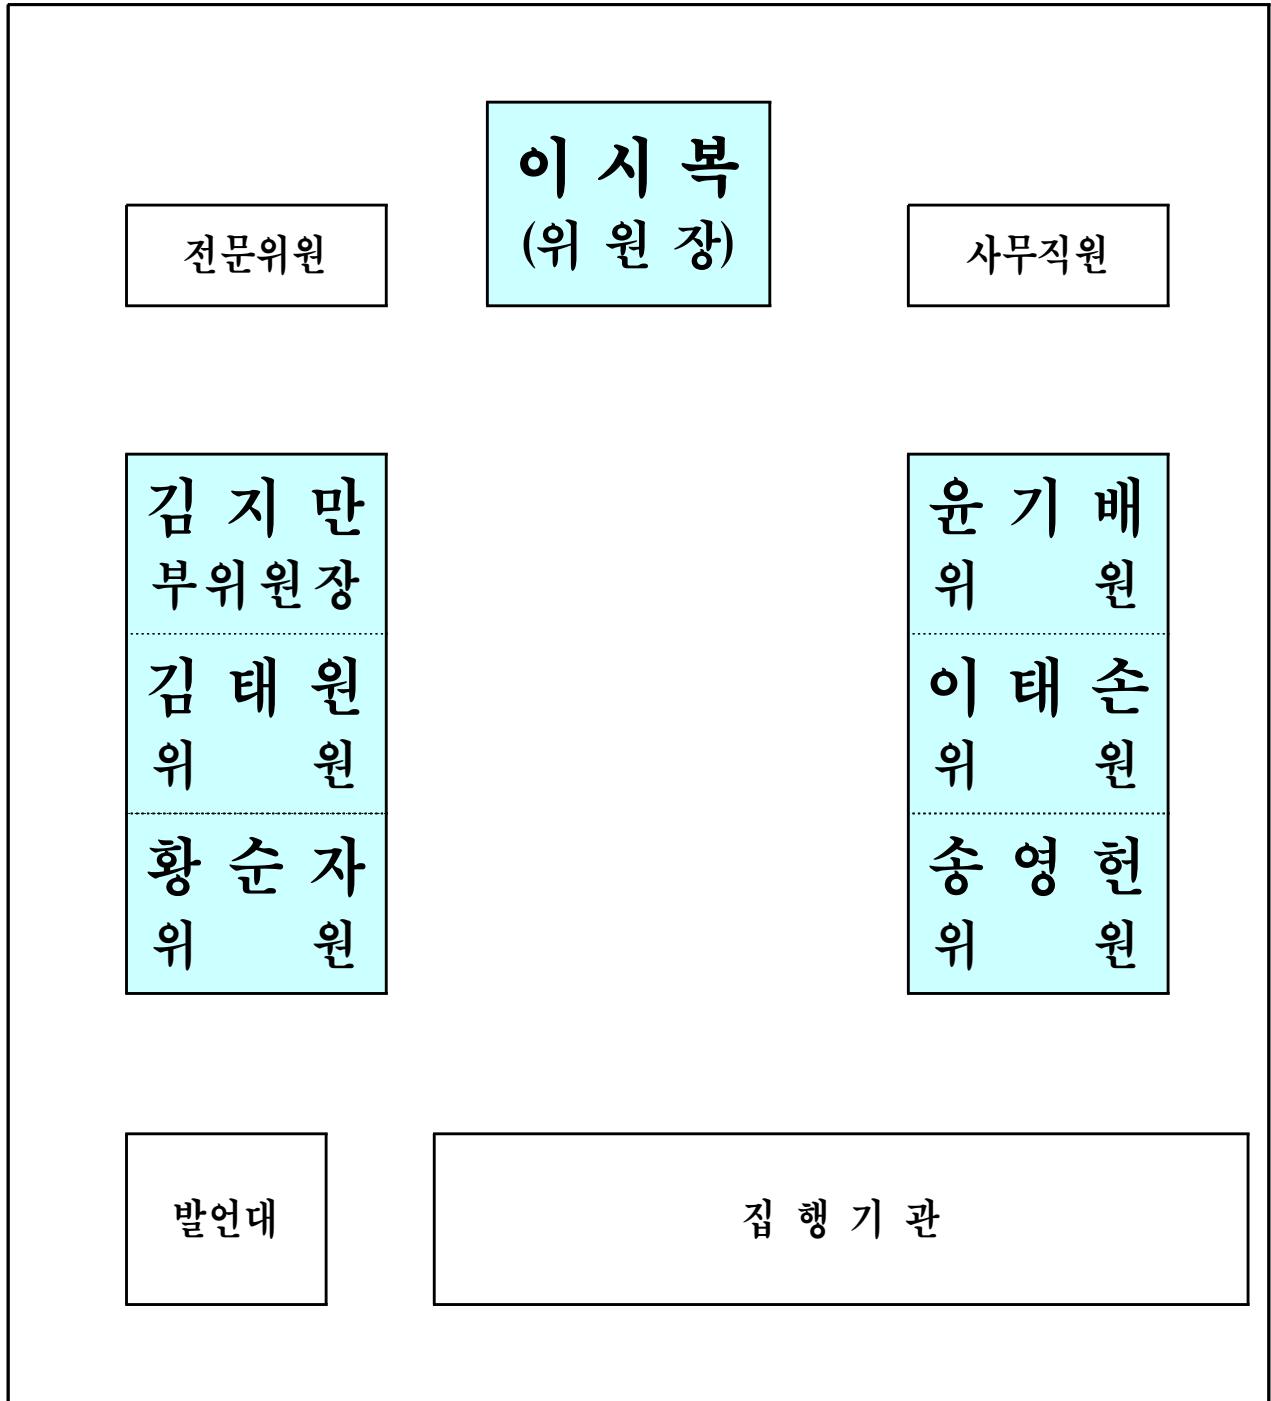 이 시 복
(위 원 장)
전문위원
사무직원
김 지 만
부위원장
김 태 원
위 원
황 순 자
위 원
윤 기 배
위 원
이 태 손
위 원
송 영 헌
위 원
발언대
집 행 기 관